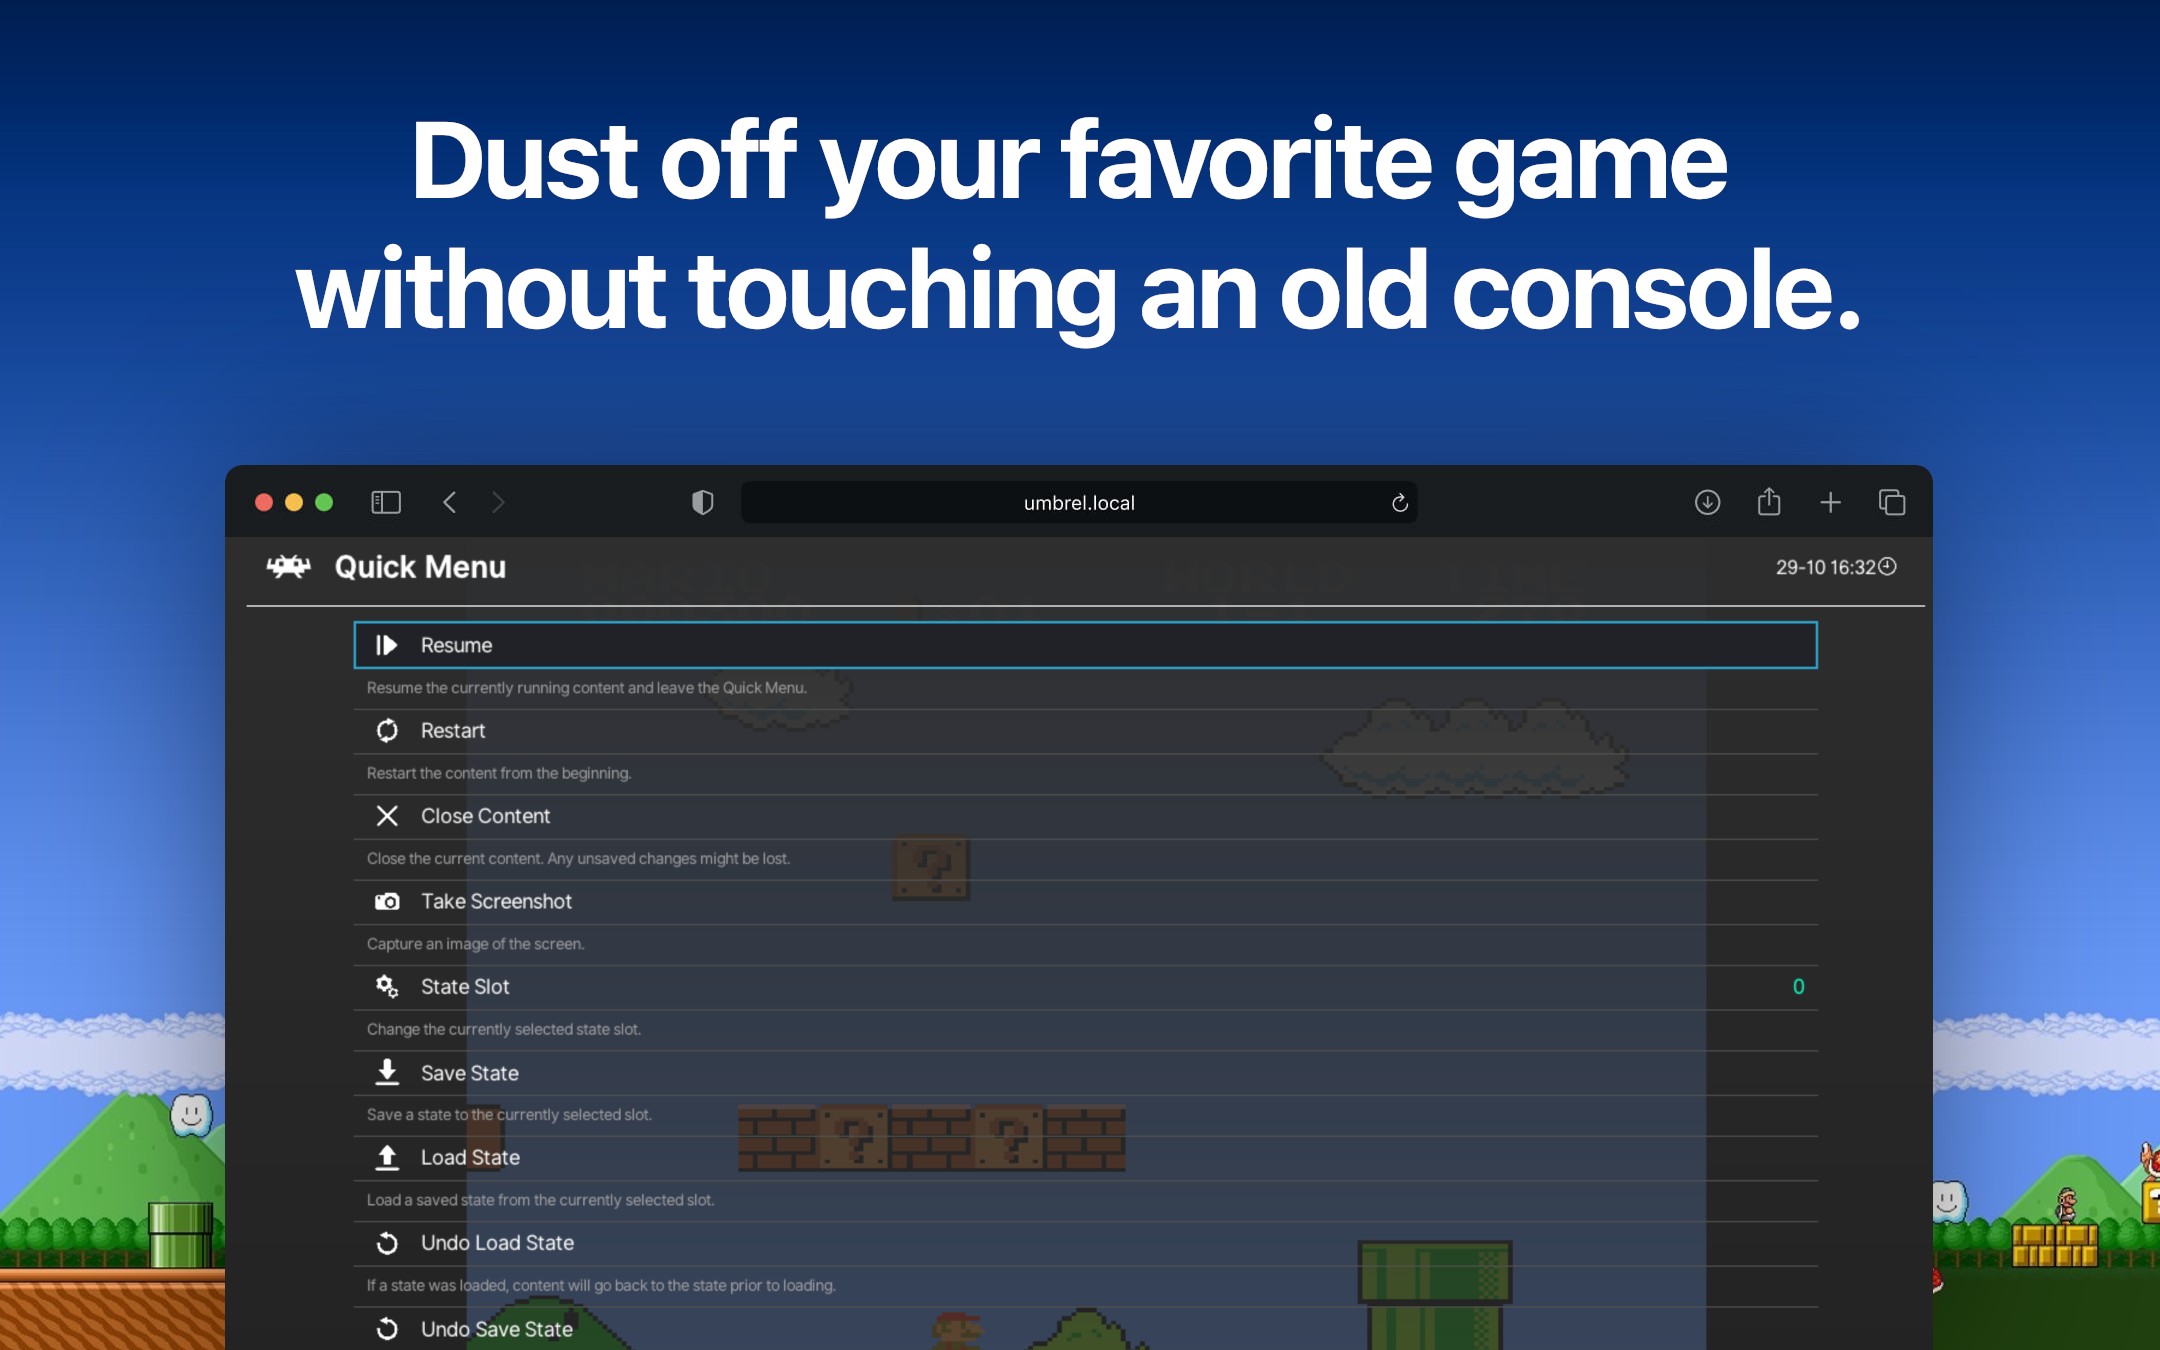 Dust off your favorite game
without touching an old console.
umbrel.local
Quick Menu
29-10 16:32
MARIO WORLD TIME
Resume
Resume the currently running content and leave the Quick Menu.
Restart
Restart the content from the beginning.
Close Content
Close the current content. Any unsaved changes might be lost.
?
Take Screenshot
Capture an image of the screen.
State Slot 0
Change the currently selected state slot.
Save State
Save a state to the currently selected slot.
? ?
Load State
Load a saved state from the currently selected slot.
Undo Load State
If a state was loaded, content will go back to the state prior to loading.
Undo Save State